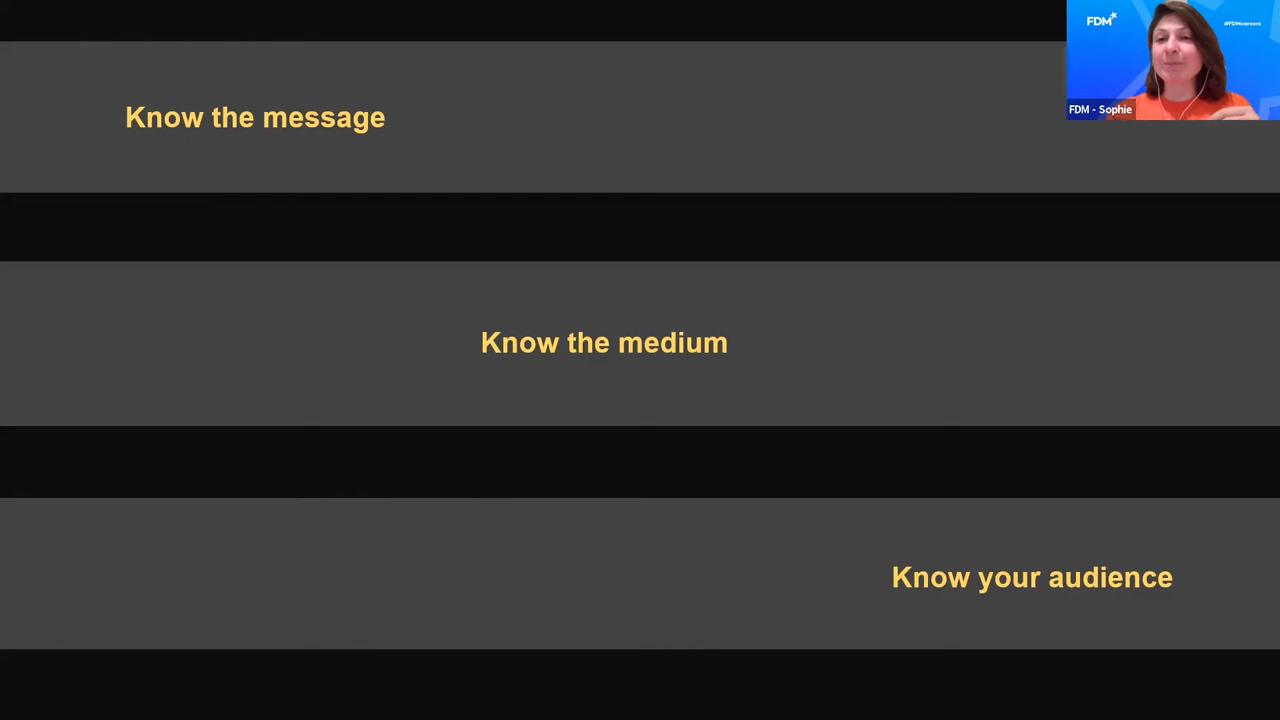 FDM
#FDMcareers
Know the message
FDM - Sophie
Know the medium
Know your audience